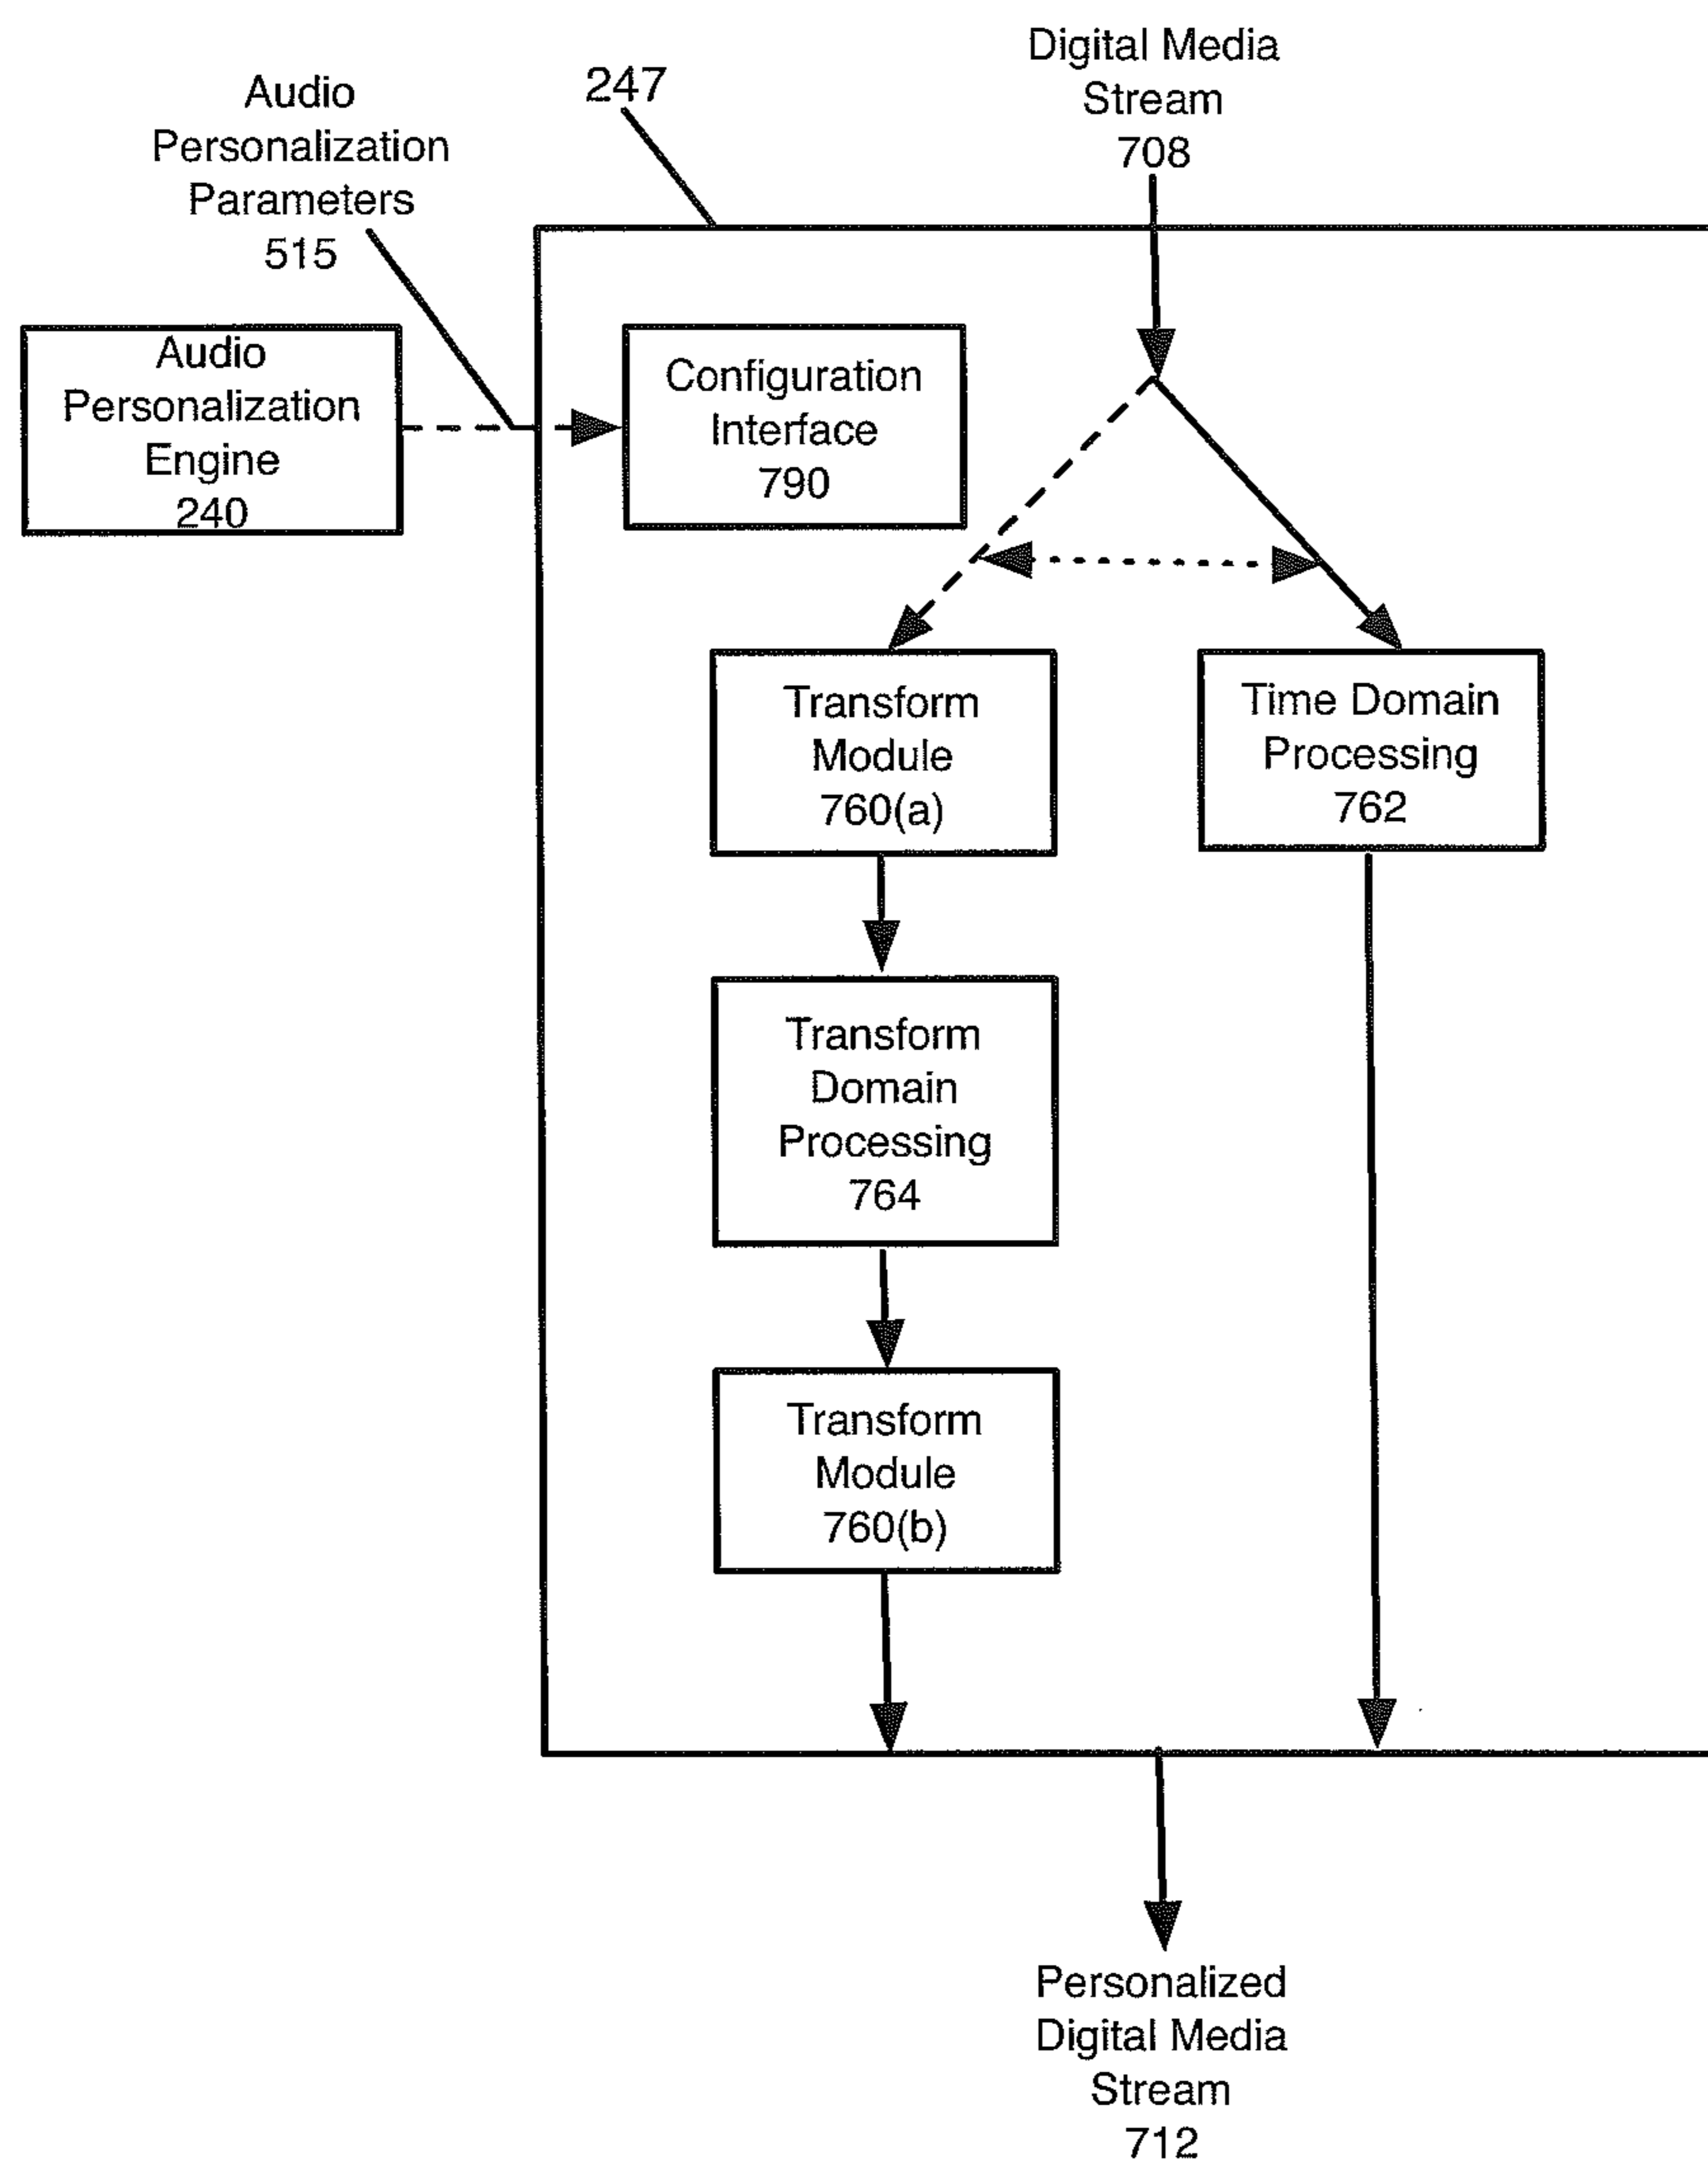 Digital Media
Stream
708
247
Audio
Personalization
Parameters
515
Audio
Personalization
Engine
240
Configuration
Interface
790
Transform
Module
760(a)
Time Domain
Processing
762
Transform
Domain
Processing
764
Transform
Module
760(b)
Personalized
Digital Media
Stream
712